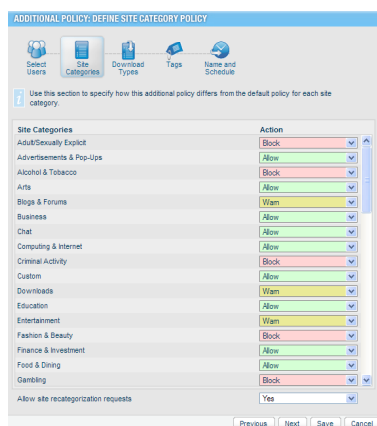 ADDITIONAL POLICY: DEFINE SITE CATEGORY POLICY
Select Users
Site Categories
Download Types
Tags
Name and Schedule
Use this section to specify how this additional policy differs from the default policy for each site
category.
Site Categories Action
Adult/Sexually Explicit Block
Advertisements & Pop-Ups Allow
Alcohol & Tobacco Block
Arts Allow
Blogs & Forums Warn
Business Allow
Chat Allow
Computing & Internet Allow
Criminal Activity Block
Custom Allow
Downloads Warn
Education Allow
Entertainment Warn
Fashion & Beauty Block
Finance & Investment Allow
Food & Dining Allow
Gambling Block
Allow site recategorization requests Yes
Previous Next Save Cancel